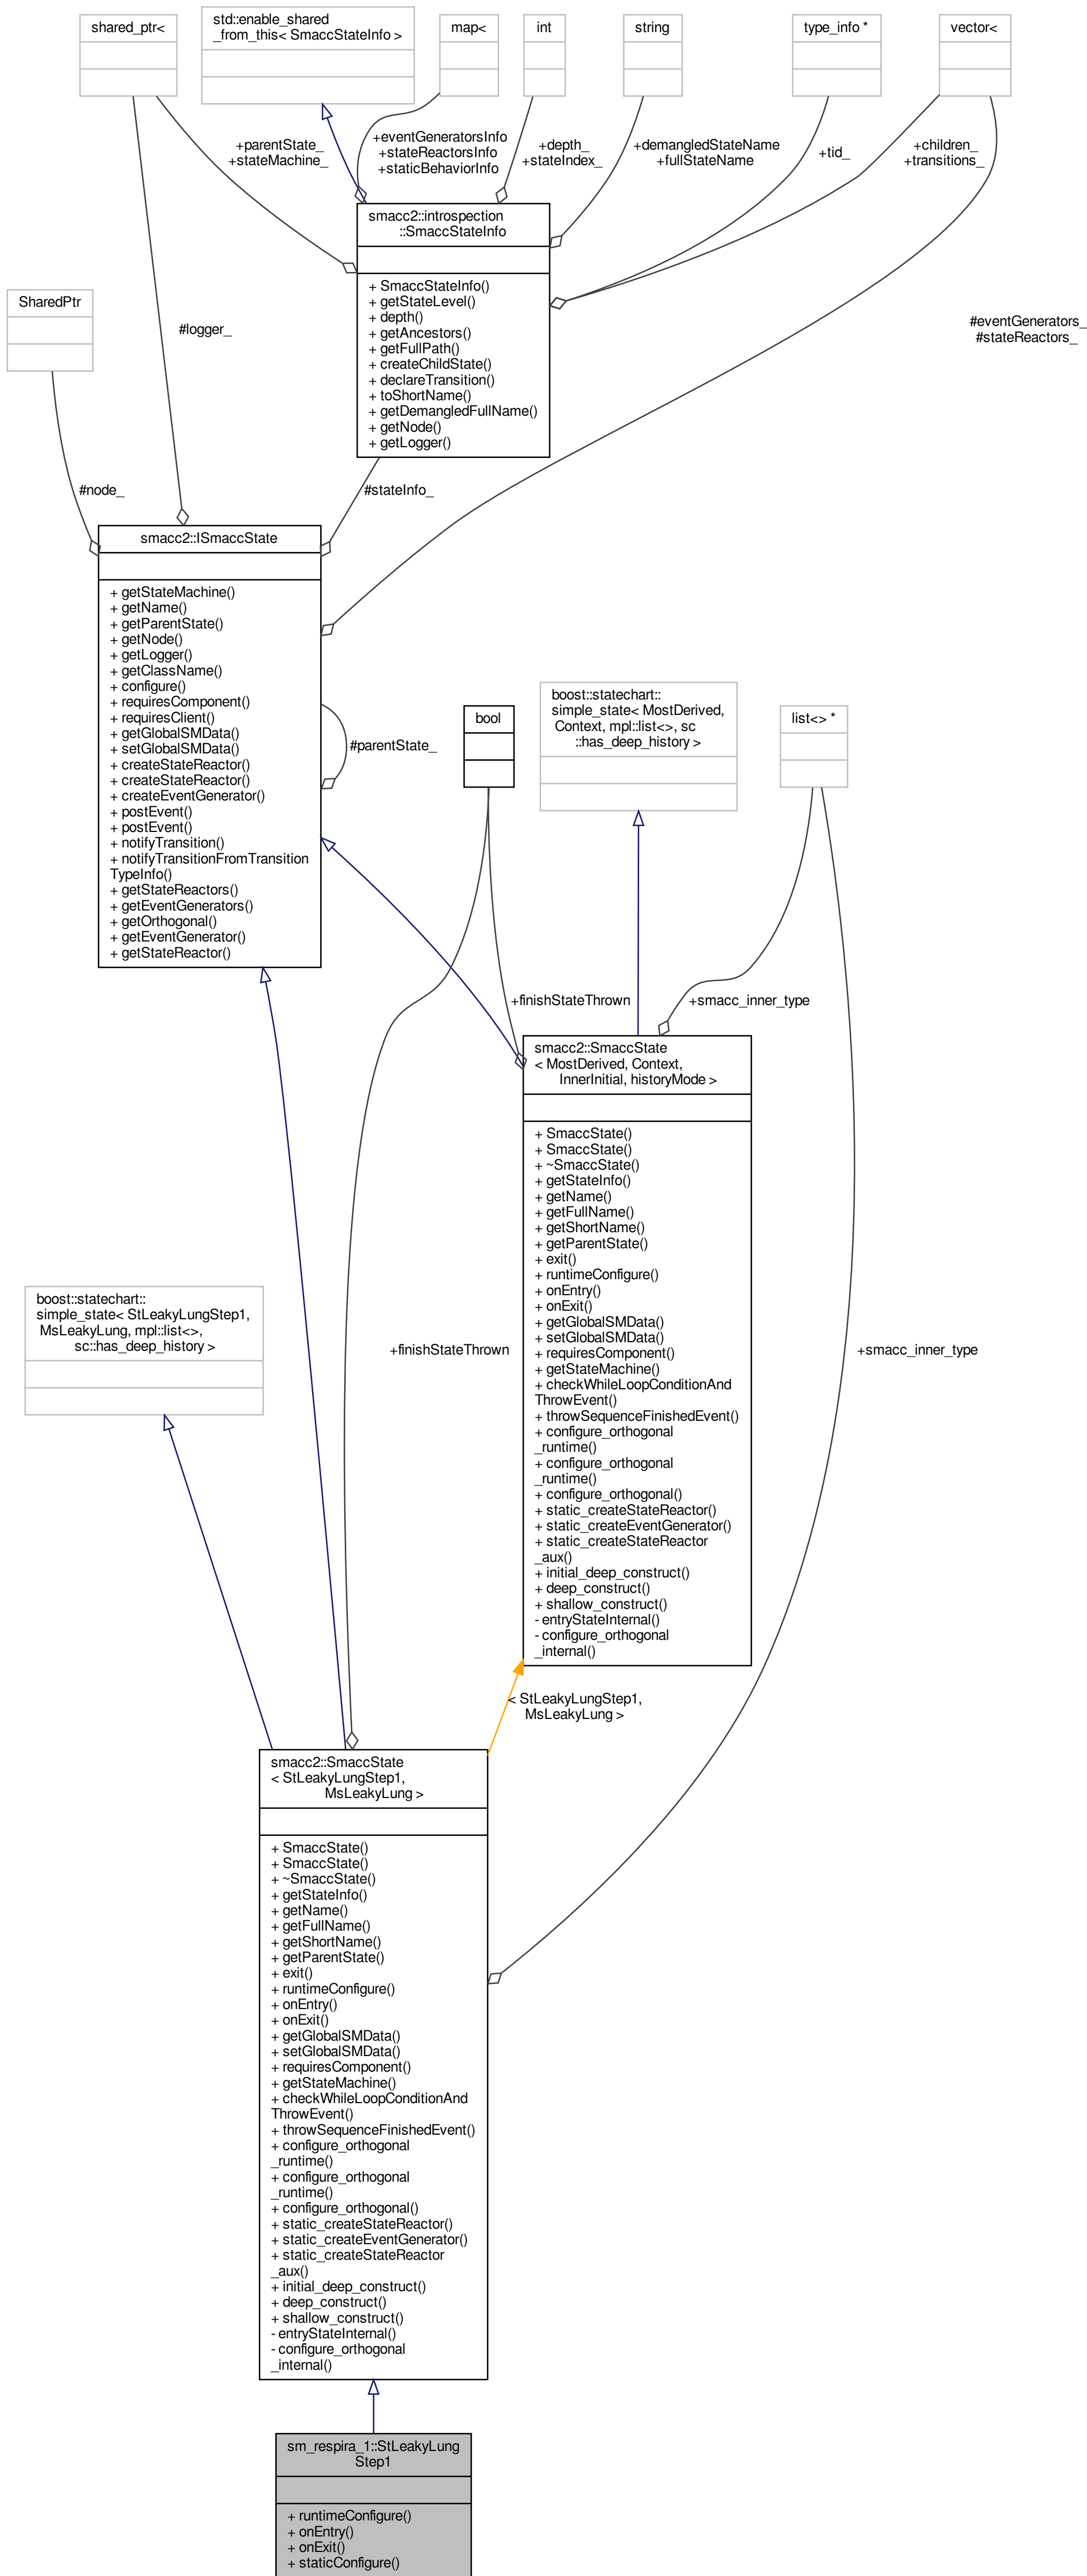 shared_ptr<
std::enable_shared
_from_this< SmaccStateInfo >
map<
int
string
type_info *
vector<
+parentState_
+stateMachine_
+eventGeneratorsInfo
+stateReactorsInfo
+staticBehaviorInfo
+depth_
+stateIndex_
+demangledStateName
+fullStateName
+tid_
+children_
+transitions_
smacc2::introspection
::SmaccStateInfo
+ SmaccStateInfo()
+ getStateLevel()
+ depth()
+ getAncestors()
+ getFullPath()
+ createChildState()
+ declareTransition()
+ toShortName()
+ getDemangledFullName()
+ getNode()
+ getLogger()
SharedPtr
#logger_
#eventGenerators_
#stateReactors_
#node_
#stateInfo_
smacc2::ISmaccState
+ getStateMachine()
+ getName()
+ getParentState()
+ getNode()
+ getLogger()
+ getClassName()
+ configure()
+ requiresComponent()
+ requiresClient()
+ getGlobalSMData()
+ setGlobalSMData()
+ createStateReactor()
+ createStateReactor()
+ createEventGenerator()
+ postEvent()
+ postEvent()
+ notifyTransition()
+ notifyTransitionFromTransition
TypeInfo()
+ getStateReactors()
+ getEventGenerators()
+ getOrthogonal()
+ getEventGenerator()
+ getStateReactor()
#parentState_
bool
boost::statechart::
simple_state< MostDerived,
Context, mpl::list<>, sc
::has_deep_history >
list<> *
+finishStateThrown
+smacc_inner_type
smacc2::SmaccState
< MostDerived, Context,
InnerInitial, historyMode >
+ SmaccState()
+ SmaccState()
+ ~SmaccState()
+ getStateInfo()
+ getName()
+ getFullName()
+ getShortName()
+ getParentState()
+ exit()
+ runtimeConfigure()
+ onEntry()
+ onExit()
+ getGlobalSMData()
+ setGlobalSMData()
+ requiresComponent()
+ getStateMachine()
+ checkWhileLoopConditionAnd
ThrowEvent()
+ throwSequenceFinishedEvent()
+ configure_orthogonal
_runtime()
+ configure_orthogonal
_runtime()
+ configure_orthogonal()
+ static_createStateReactor()
+ static_createEventGenerator()
+ static_createStateReactor
_aux()
+ initial_deep_construct()
+ deep_construct()
+ shallow_construct()
- entryStateInternal()
- configure_orthogonal
_internal()
boost::statechart::
simple_state< StLeakyLungStep1,
MsLeakyLung, mpl::list<>,
sc::has_deep_history >
+finishStateThrown
+smacc_inner_type
< StLeakyLungStep1,
MsLeakyLung >
smacc2::SmaccState
< StLeakyLungStep1,
MsLeakyLung >
+ SmaccState()
+ SmaccState()
+ ~SmaccState()
+ getStateInfo()
+ getName()
+ getFullName()
+ getShortName()
+ getParentState()
+ exit()
+ runtimeConfigure()
+ onEntry()
+ onExit()
+ getGlobalSMData()
+ setGlobalSMData()
+ requiresComponent()
+ getStateMachine()
+ checkWhileLoopConditionAnd
ThrowEvent()
+ throwSequenceFinishedEvent()
+ configure_orthogonal
_runtime()
+ configure_orthogonal
_runtime()
+ configure_orthogonal()
+ static_createStateReactor()
+ static_createEventGenerator()
+ static_createStateReactor
_aux()
+ initial_deep_construct()
+ deep_construct()
+ shallow_construct()
- entryStateInternal()
- configure_orthogonal
_internal()
sm_respira_1::StLeakyLung
Step1
+ runtimeConfigure()
+ onEntry()
+ onExit()
+ staticConfigure()